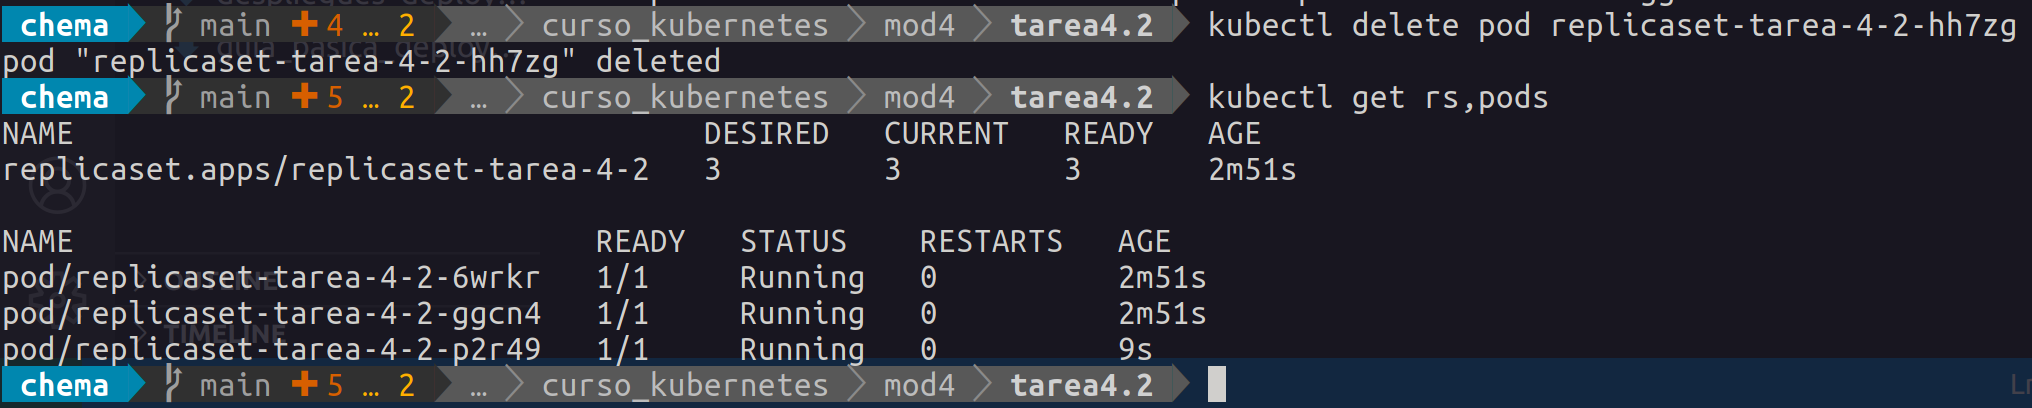 despliegues deploy...
chema main + 4 … 2 … curso_kubernetes mod4 tarea4.2 kubectl delete pod replicaset-tarea-4-2-hh7zg
guia_basica_deploy
pod "replicaset-tarea-4-2-hh7zg" deleted
chema main + 5 … 2 … curso_kubernetes mod4 tarea4.2 kubectl get rs,pods
NAME DESIRED CURRENT READY AGE
replicaset.apps/replicaset-tarea-4-2 3 3 3 2m51s
NAME READY STATUS RESTARTS AGE
pod/replicaset-tarea-4-2-6wrkr 1/1 Running 0 2m51s
OUTLINE
pod/replicaset-tarea-4-2-ggcn4 1/1 Running 0 2m51s
TIMELINE
pod/replicaset-tarea-4-2-p2r49 1/1 Running 0 9s
chema main + 5 … 2 … curso_kubernetes mod4 tarea4.2